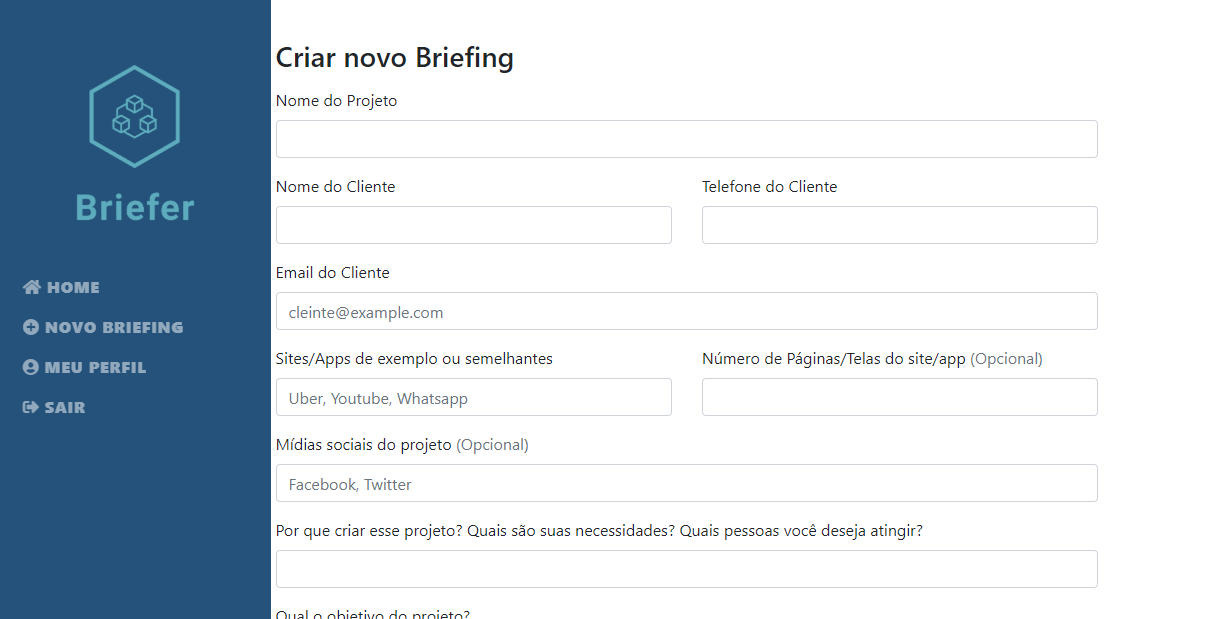 Briefer
HOME
NOVO BRIEFING
MEU PERFIL
SAIR
Criar novo Briefing
Nome do Projeto
Nome do Cliente
Telefone do Cliente
Email do Cliente
cleinte@example.com
Sites/Apps de exemplo ou semelhantes
Número de Páginas/Telas do site/app (Opcional)
Uber, Youtube, Whatsapp
Mídias sociais do projeto (Opcional)
Facebook, Twitter
Por que criar esse projeto? Quais são suas necessidades? Quais pessoas você deseja atingir?
Qual o objetivo do projeto?